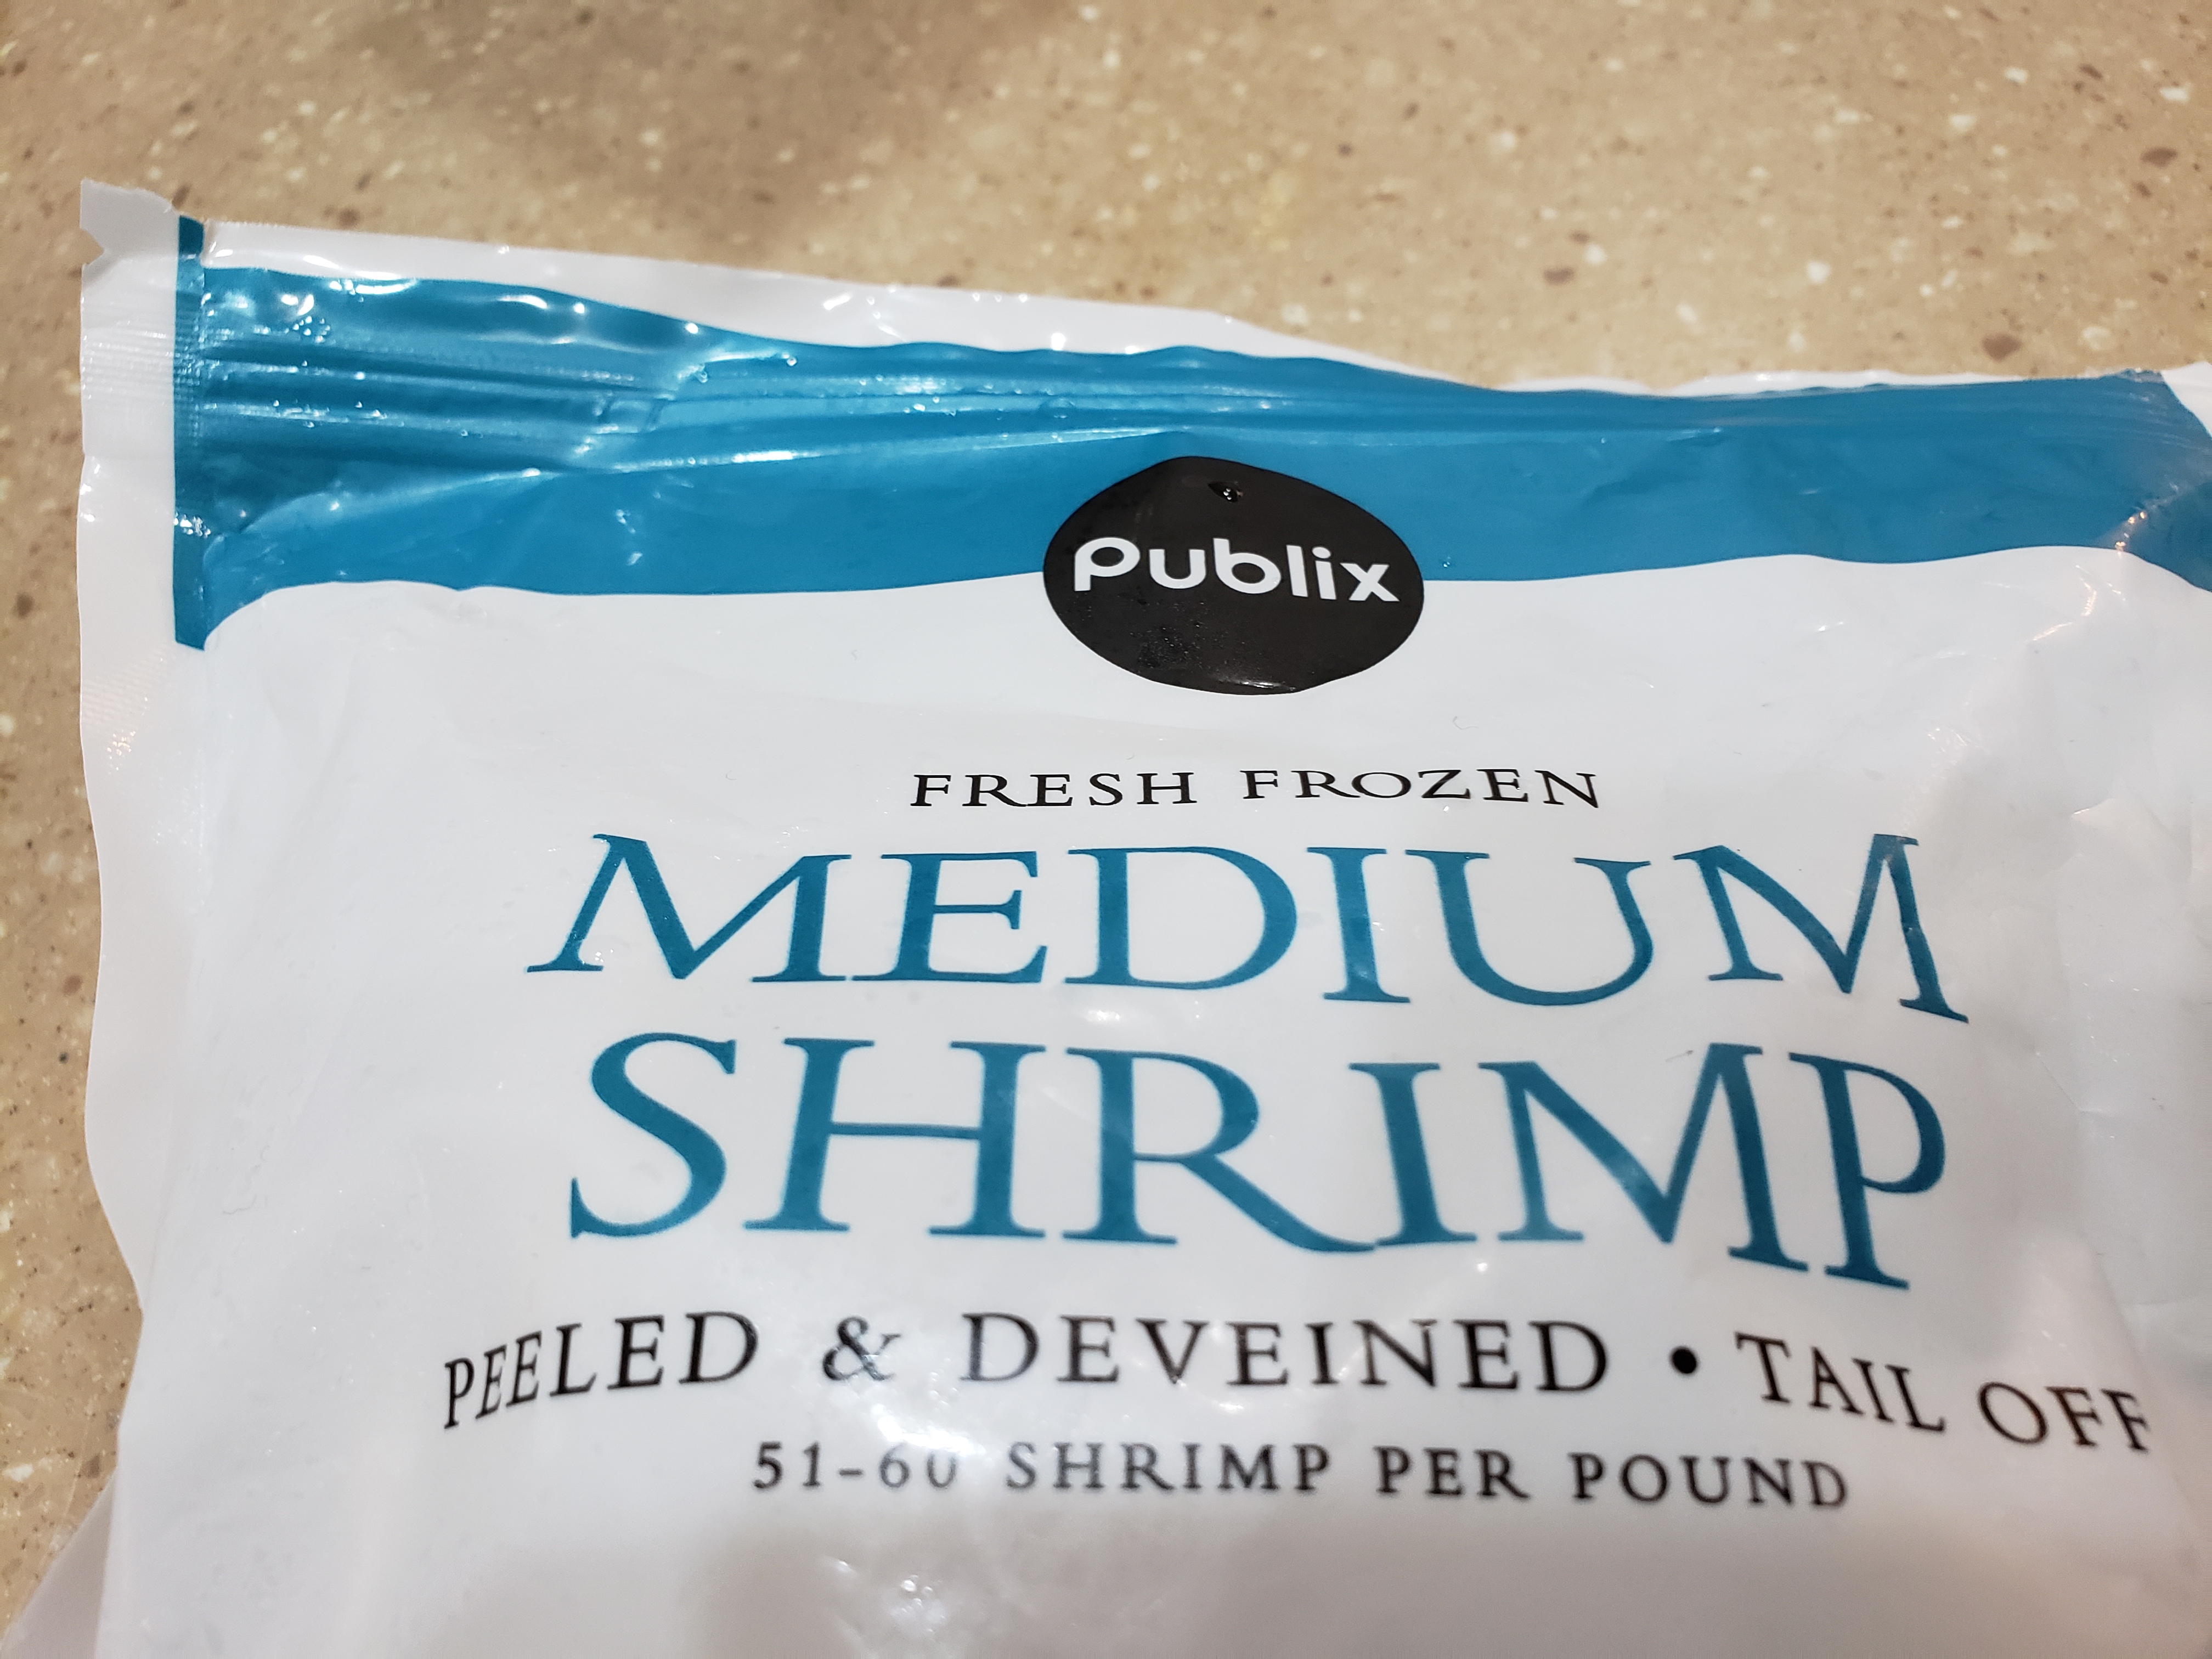 Publix
FRESH FROZEN
MEDIUM
SHRIMP
PEELED & DEVEINED • TAIL OFF
51-60 SHRIMP PER POUND